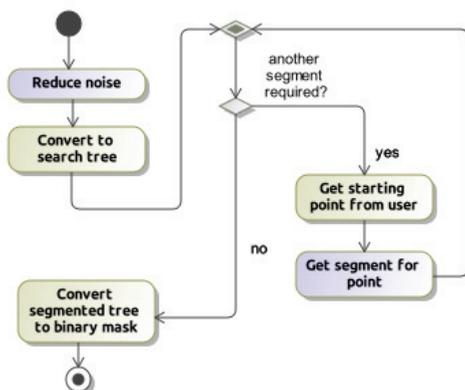 Reduce noise
Convert to
search tree
another
segment
required?
yes
Get starting
point from user
Get segment for
point
no
Convert
segmented tree
to binary mask